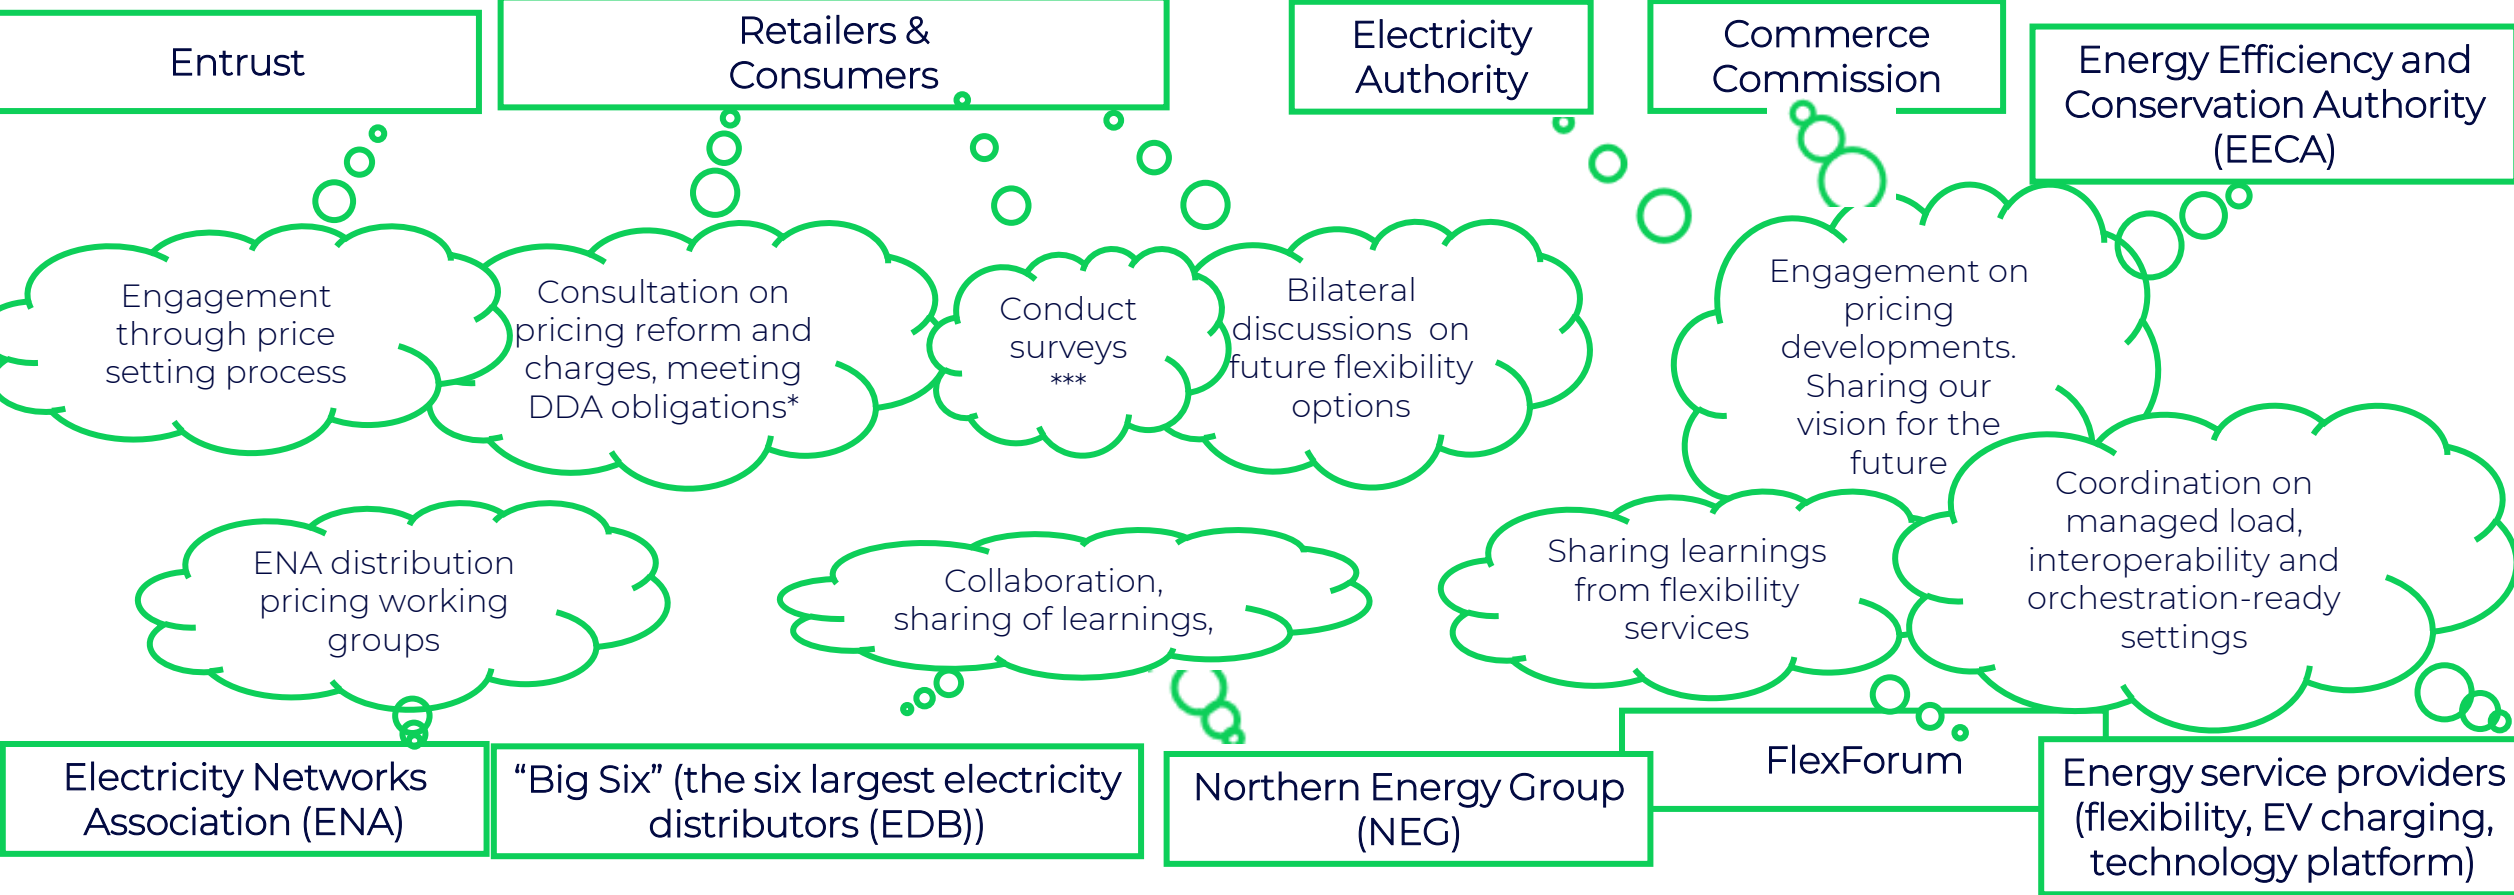 Entrust
Retailers &
Consumers
Electricity
Authority
Commerce
Commission
Energy Efficiency and
Conservation Authority
(EECA)
Engagement
through price
setting process
Consultation on
pricing reform and
charges, meeting
DDA obligations*
Conduct
surveys
***
Bilateral
discussions on
future flexibility
options
Engagement on
pricing
developments.
Sharing our
vision for the
future
ENA distribution
pricing working
groups
Collaboration,
sharing of learnings,
Sharing learnings
from flexibility
services
Coordination on
managed load,
interoperability and
orchestration-ready
settings
Electricity Networks
Association (ENA)
“Big Six” (the six largest electricity
distributors (EDB))
Northern Energy Group
(NEG)
FlexForum
Energy service providers
(flexibility, EV charging,
technology platform)